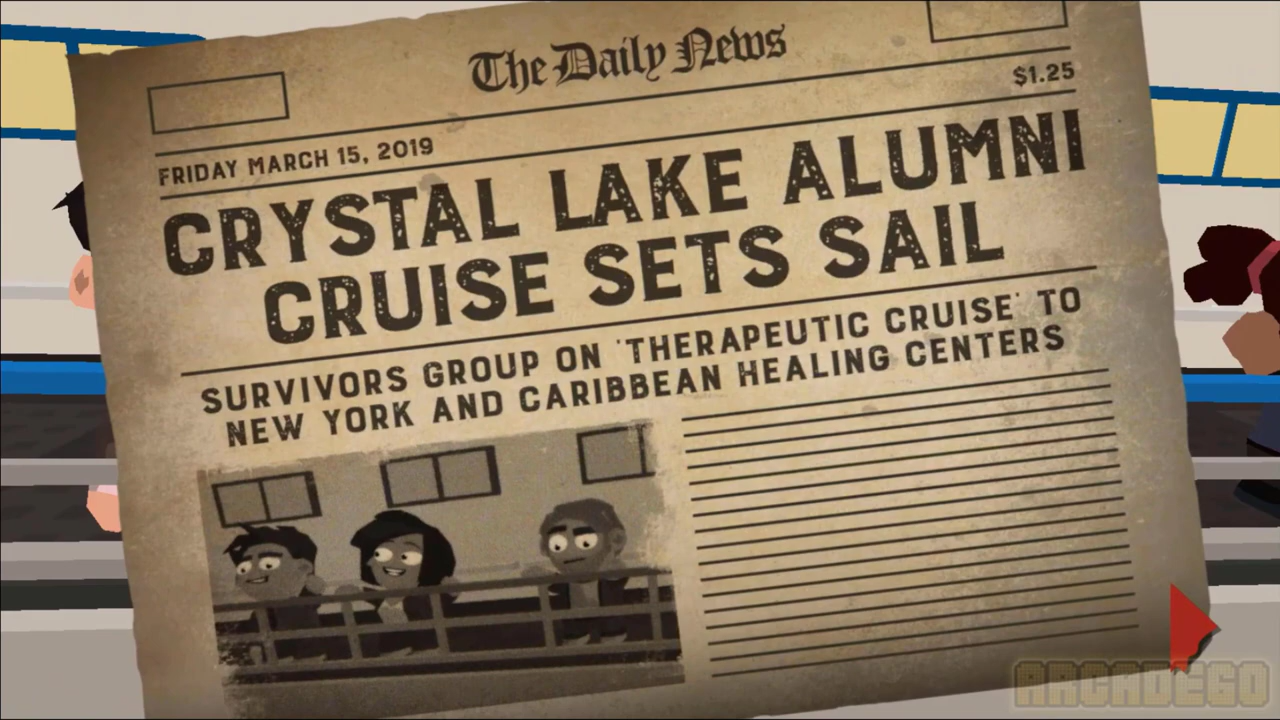 The Daily News
$1.25
FRIDAY MARCH 15, 2019
CRYSTAL LAKE ALUMNI
CRUISE SETS SAIL
SURVIVORS GROUP ON 'THERAPEUTIC CRUISE' TO
NEW YORK AND CARIBBEAN HEALING CENTERS
ARCADEGO